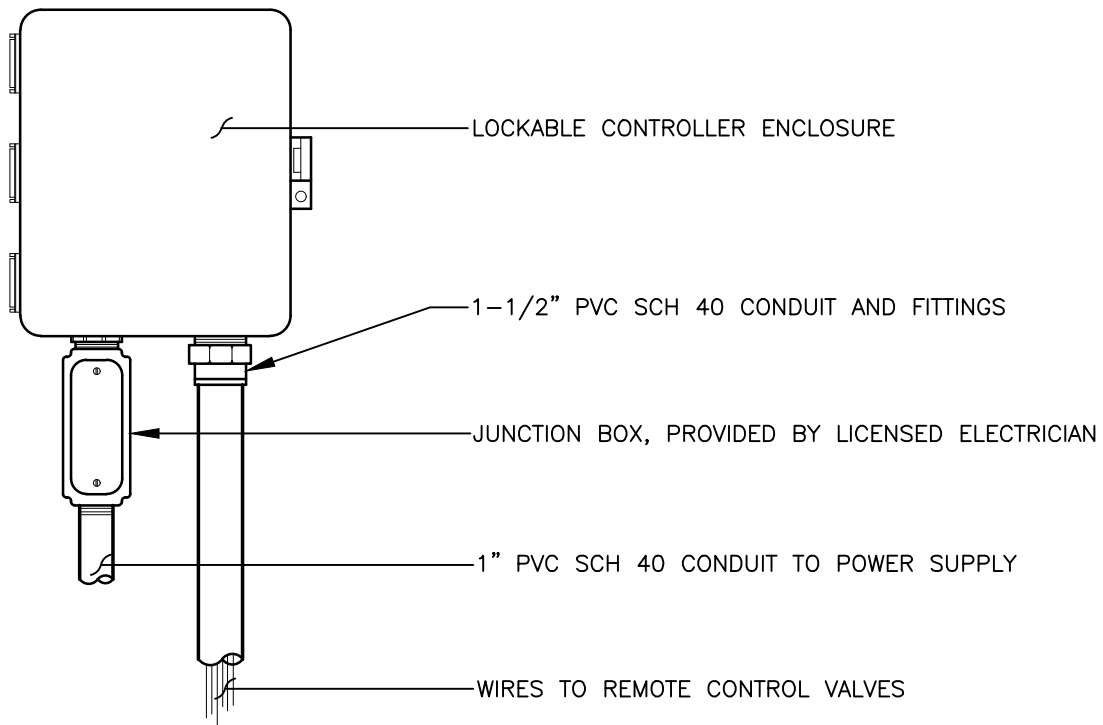 LOCKABLE CONTROLLER ENCLOSURE
1-1/2” PVC SCH 40 CONDUIT AND FITTINGS
JUNCTION BOX, PROVIDED BY LICENSED ELECTRICIAN
1” PVC SCH 40 CONDUIT TO POWER SUPPLY
WIRES TO REMOTE CONTROL VALVES